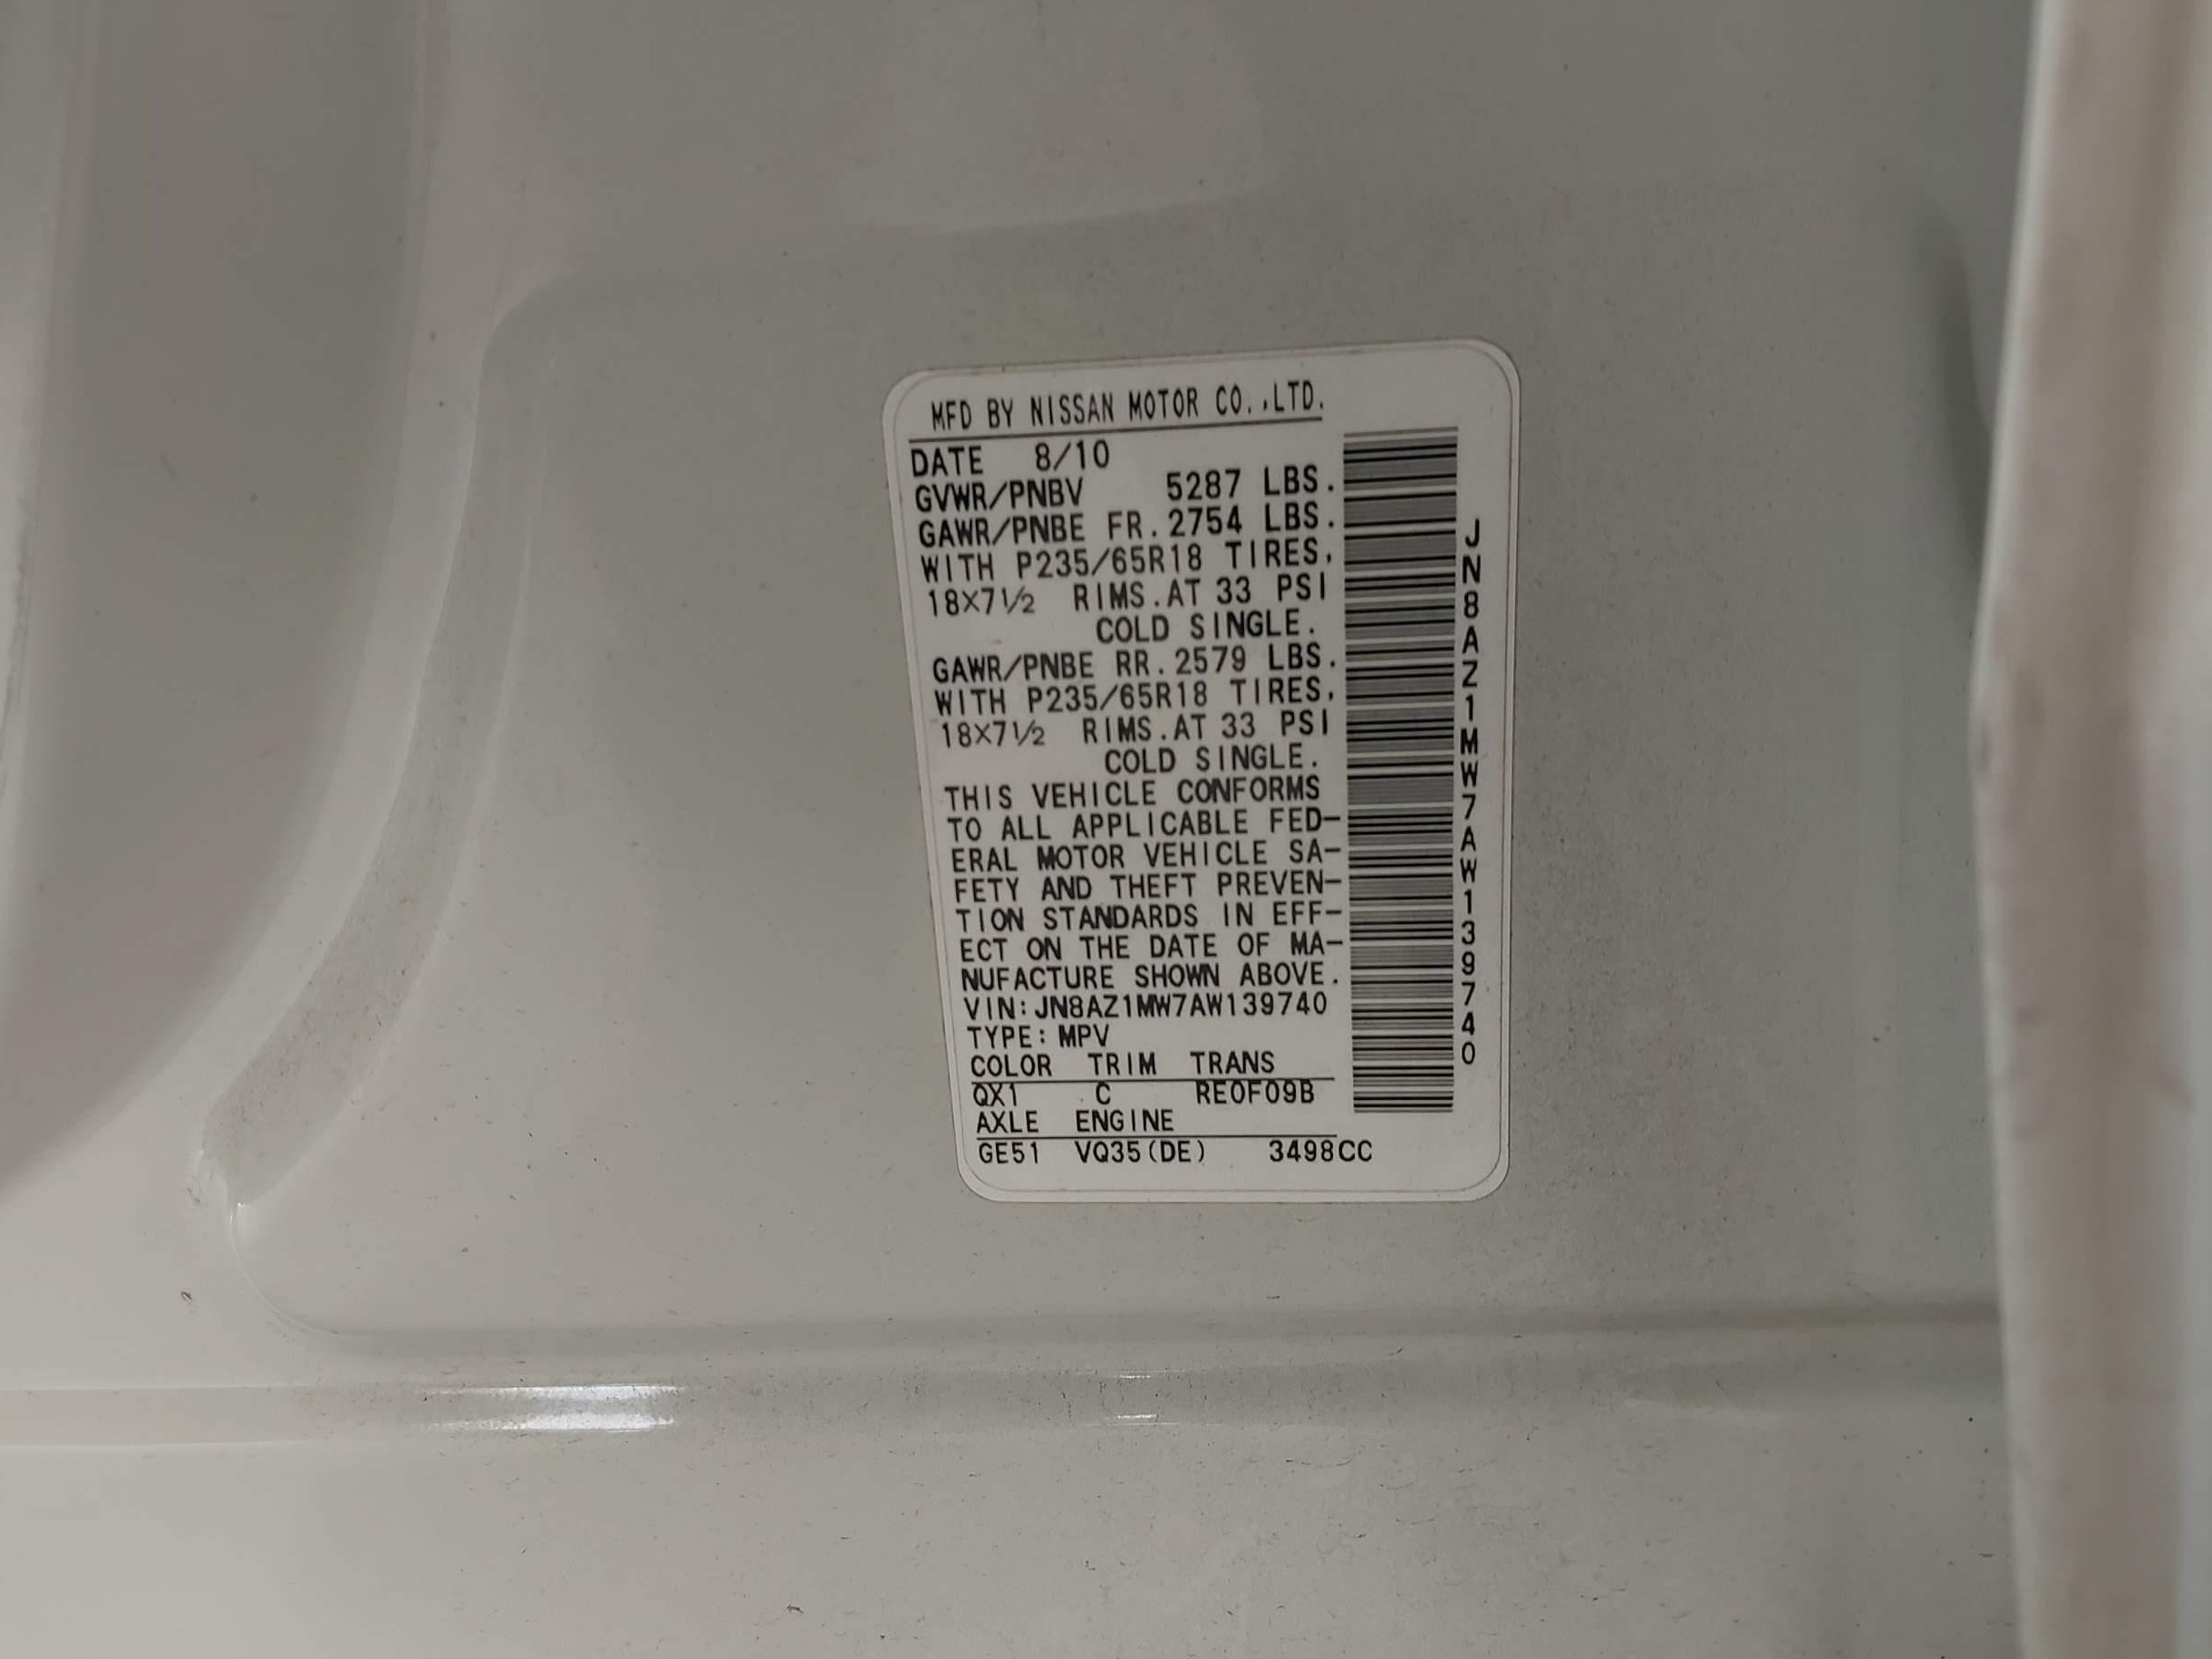 MFD BY NISSAN MOTOR CO.,LTD.
DATE 8/10
GVWR/PNBV 5287 LBS.
GAWR/PNBE FR.2754 LBS.
WITH P235/65R18 TIRES,
18X7½ RIMS.AT 33 PSI
COLD SINGLE.
GAWR/PNBE RR.2579 LBS.
WITH P235/65R18 TIRES,
18X7½ RIMS.AT 33 PSI
COLD SINGLE.
THIS VEHICLE CONFORMS
TO ALL APPLICABLE FED-
ERAL MOTOR VEHICLE SA-
FETY AND THEFT PREVEN-
TION STANDARDS IN EFF-
ECT ON THE DATE OF MA-
NUFACTURE SHOWN ABOVE.
VIN:JN8AZ1MW7AW139740
TYPE:MPV
COLOR TRIM TRANS
QX1 C RE0F09B
AXLE ENGINE
GE51 VQ35(DE) 3498CC
JN8AZ1MW7AW139740